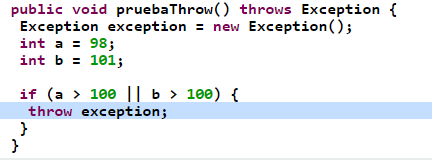 public void pruebaThrow() throws Exception {
 Exception exception = new Exception();
 int a = 98;
 int b = 101;

 if (a > 100 || b > 100) {
  throw exception;
 }
}